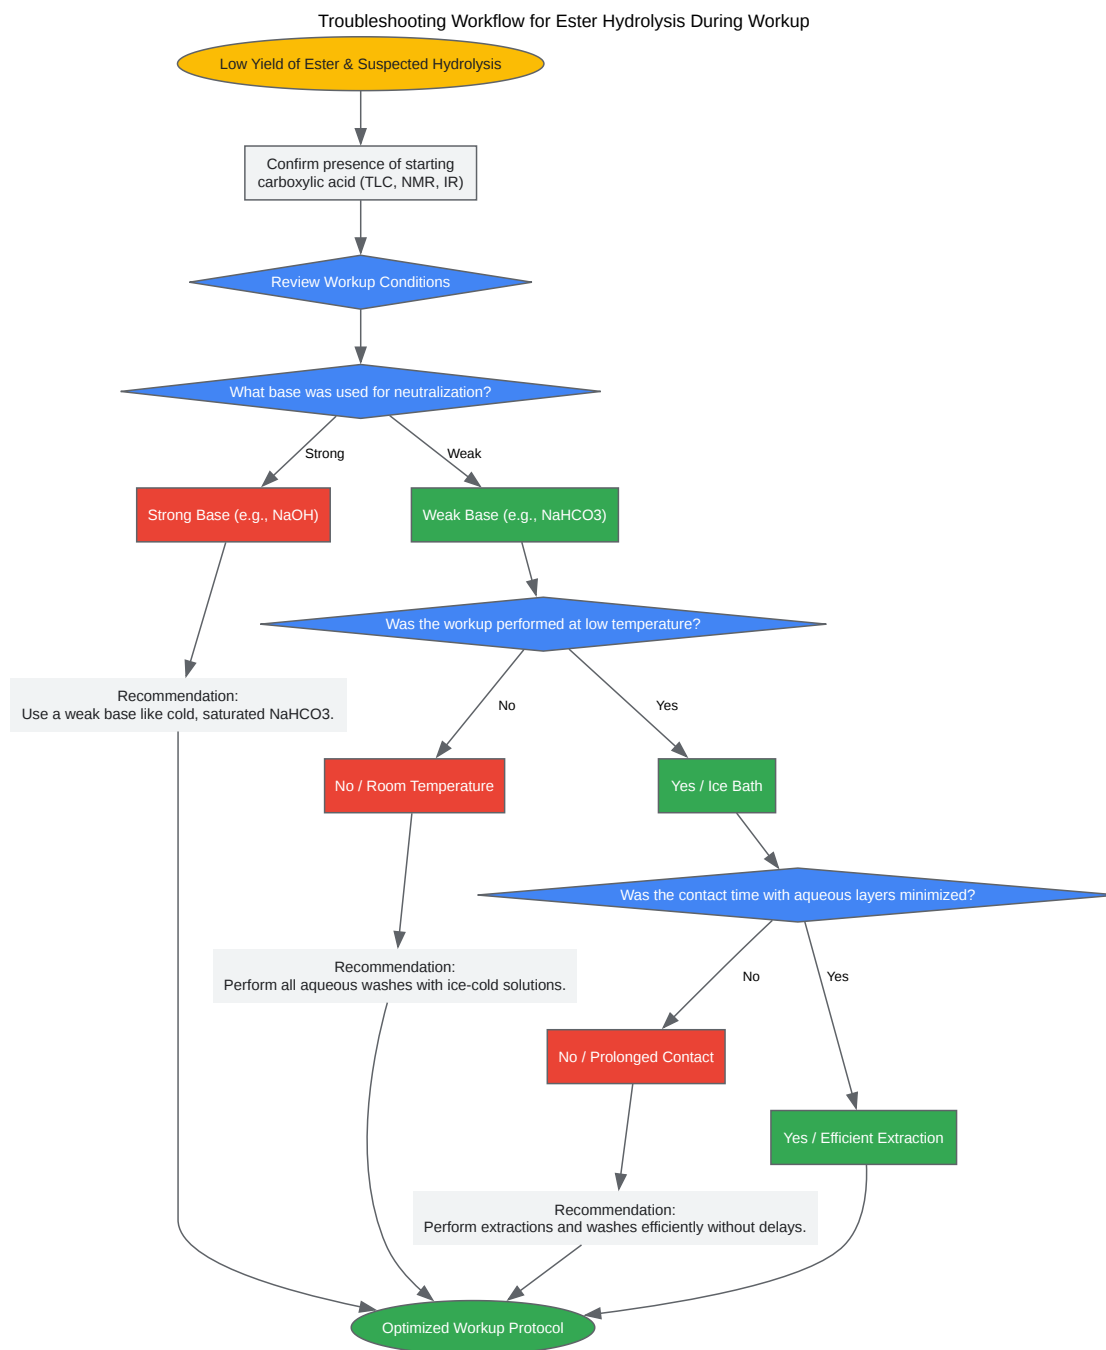 Troubleshooting Workflow for Ester Hydrolysis During Workup
Low Yield of Ester & Suspected Hydrolysis
Confirm presence of starting
carboxylic acid (TLC, NMR, IR)
Review Workup Conditions
What base was used for neutralization?
Strong
Weak
Strong Base (e.g., NaOH)
Weak Base (e.g., NaHCO3)
Was the workup performed at low temperature?
Recommendation:
Use a weak base like cold, saturated NaHCO3.
No
Yes
No / Room Temperature
Yes / Ice Bath
Was the contact time with aqueous layers minimized?
Recommendation:
Perform all aqueous washes with ice-cold solutions.
No
Yes
No / Prolonged Contact
Yes / Efficient Extraction
Recommendation:
Perform extractions and washes efficiently without delays.
Optimized Workup Protocol